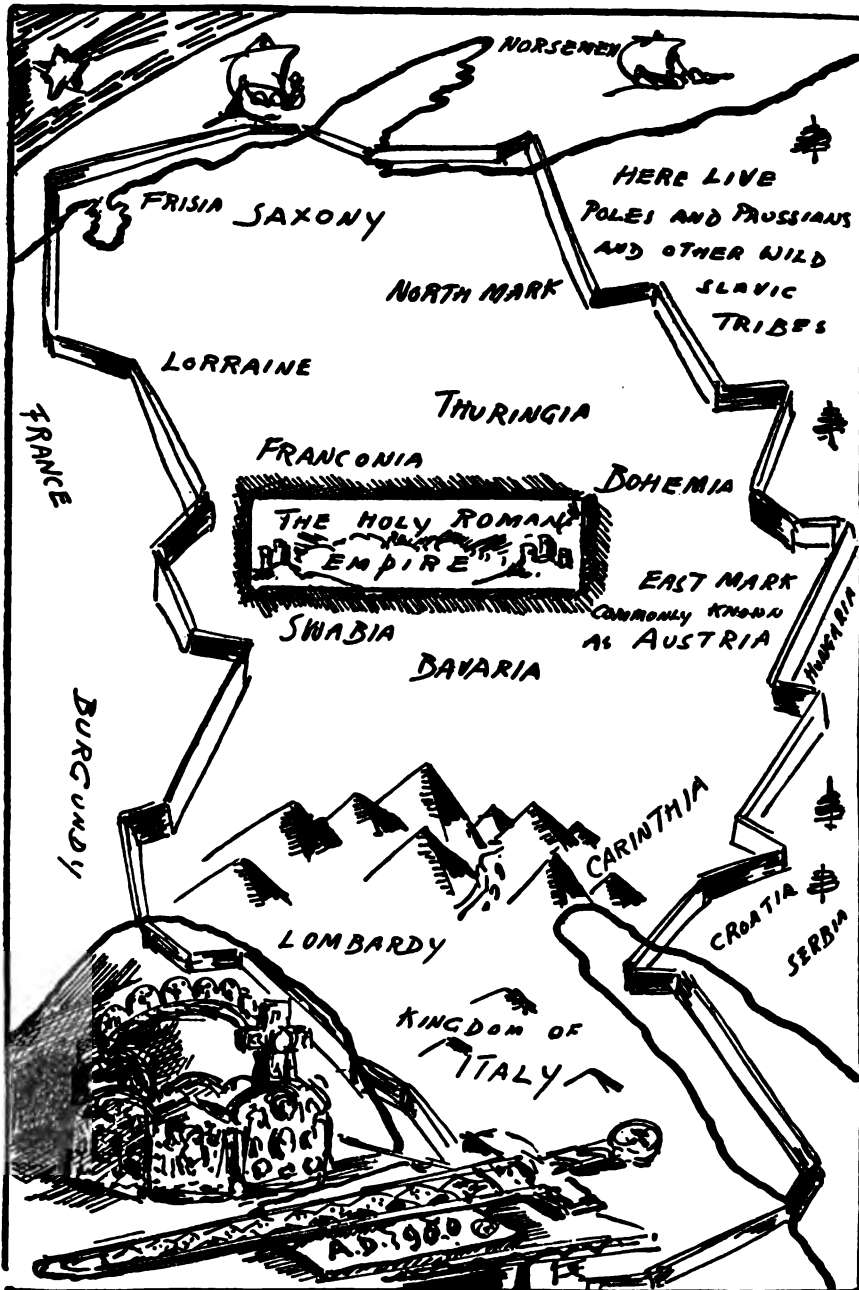 NORSEMEN
HERE LIVE
POLES AND PRUSSIANS
AND OTHER WILD
SLAVIC
TRIBES
FRISIA
SAXONY
NORTH MARK
LORRAINE
THURINGIA
FRANCE
FRANCONIA
BOHEMIA
THE HOLY ROMAN
EMPIRE
EAST MARK
COMMONLY KNOWN
AS AUSTRIA
HUNGARIA
SWABIA
BAVARIA
BURGUNDY
CARINTHIA
CROATIA
SERBIA
LOMBARDY
KINGDOM OF
ITALY